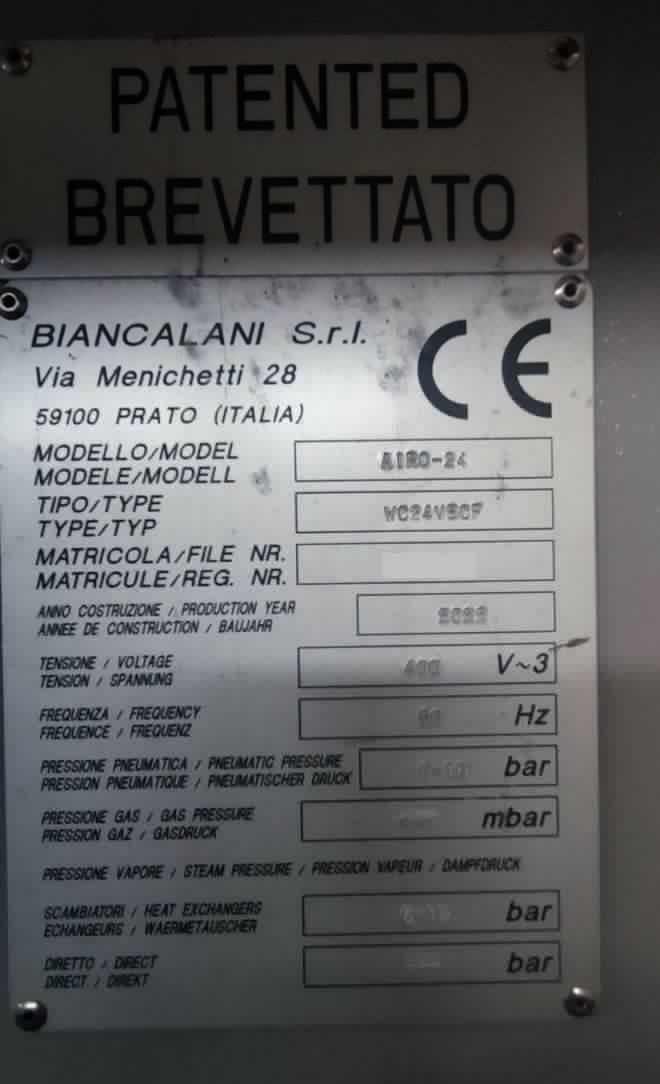 PATENTED
BREVETTATO
BIANCALANI S.r.l.
Via Menichetti 28
59100 PRATO (ITALIA)
CE
MODELLO/MODEL
MODELE/MODELL
AIRO-24
TIPO/TYPE
TYPE/TYP
MATRICOLA/FILE NR.
MATRICULE/REG. NR.
ANNO COSTRUZIONE / PRODUCTION YEAR
ANNEE DE CONSTRUCTION / BAUJAHR
TENSIONE / VOLTAGE
TENSION / SPANNUNG
V~3
FREQUENZA / FREQUENCY
FREQUENCE / FREQUENZ
Hz
PRESSIONE PNEUMATICA / PNEUMATIC PRESSURE
PRESSION PNEUMATIQUE / PNEUMATISCHER DRUCK
bar
PRESSIONE GAS / GAS PRESSURE
PRESSION GAZ / GASDRUCK
mbar
PRESSIONE VAPORE / STEAM PRESSURE / PRESSION VAPEUR / DAMPFDRUCK
SCAMBIATORI / HEAT EXCHANGERS
ECHANGEURS / WAERMETAUSCHER
bar
DIRETTO / DIRECT
DIRECT / DIREKT
bar